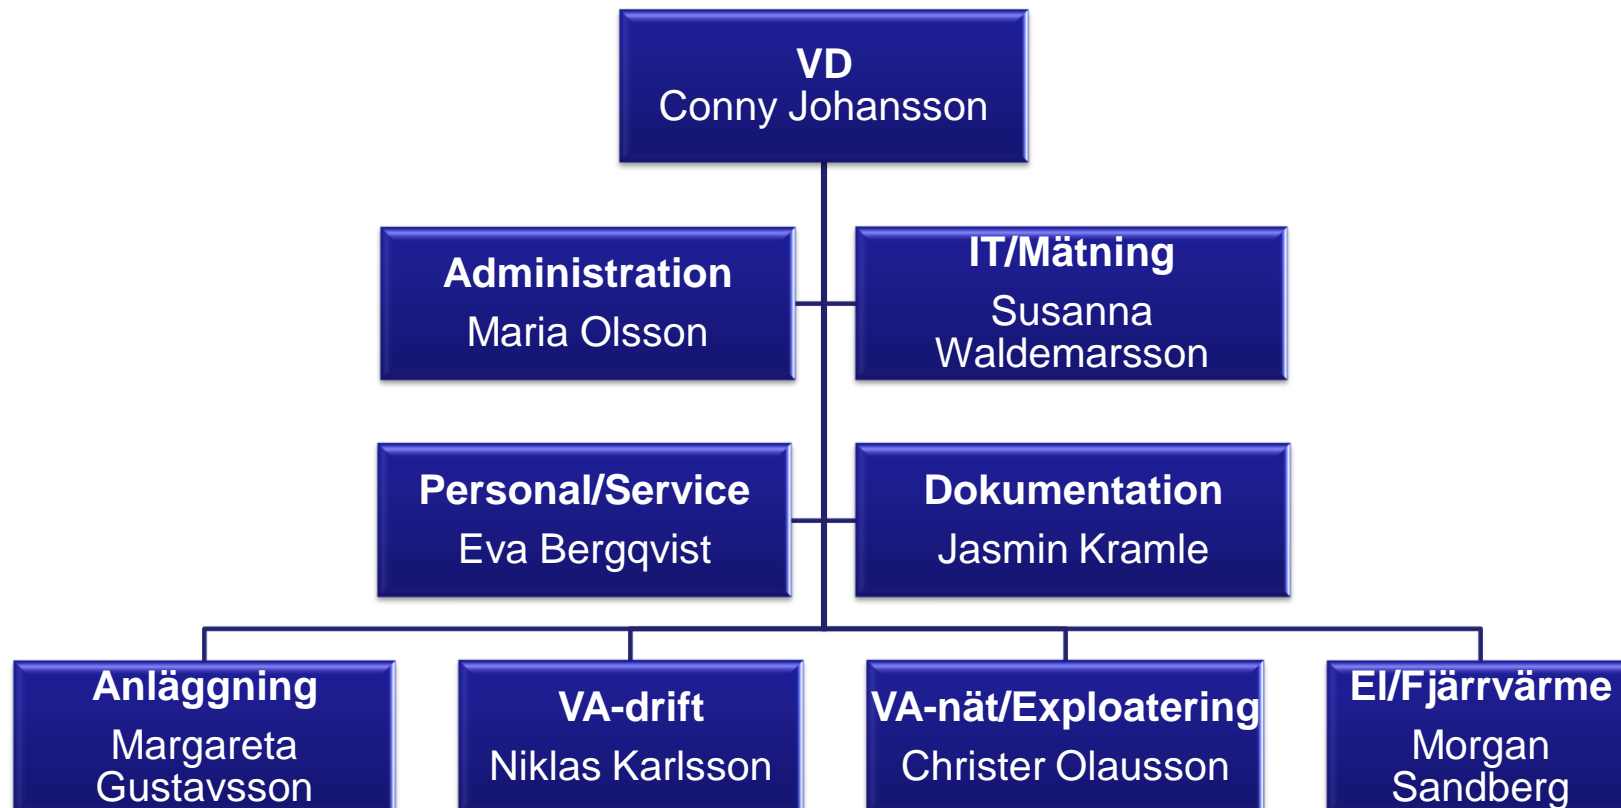 VD
Conny Johansson
Administration
Maria Olsson
IT/Mätning
Susanna
Waldemarsson
Personal/Service
Eva Bergqvist
Dokumentation
Jasmin Kramle
Anläggning
Margareta
Gustavsson
VA-drift
Niklas Karlsson
VA-nät/Exploatering
Christer Olausson
El/Fjärrvärme
Morgan
Sandberg